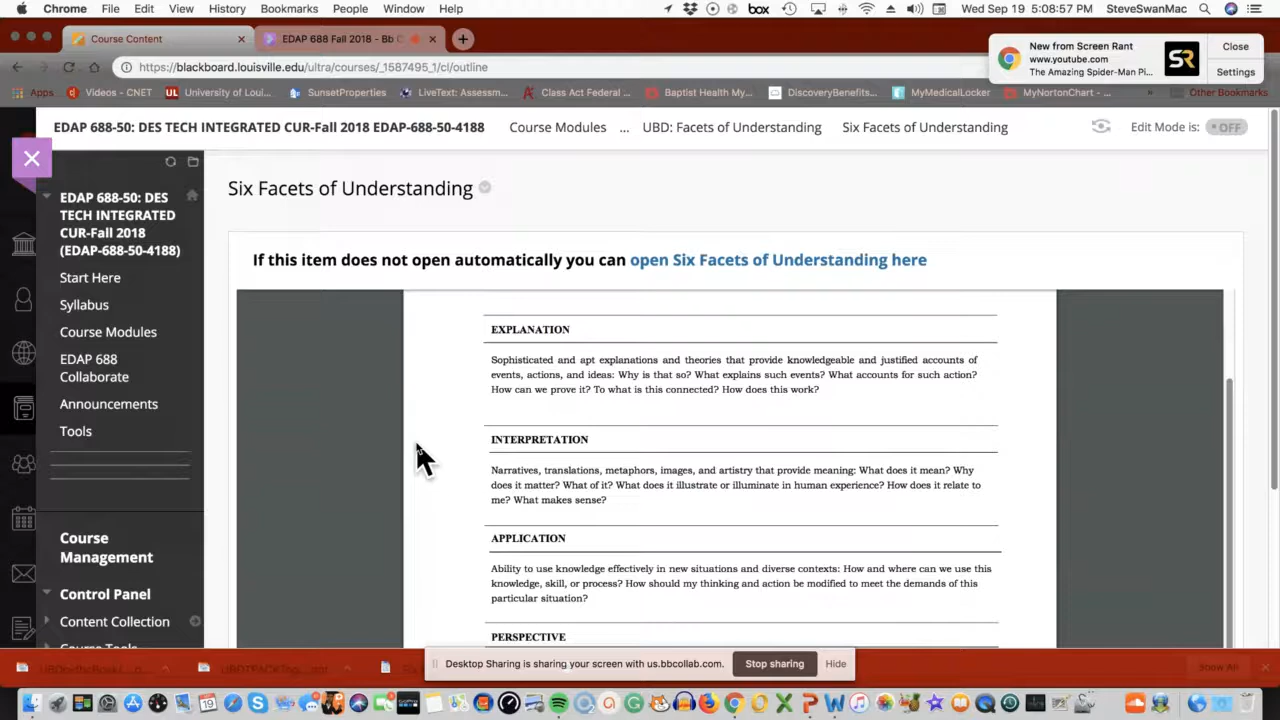 Chrome File Edit View History Bookmarks People Window Help box Wed Sep 19 5:08:57 PM SteveSwanMac
Course Content EDAP 688 Fall 2018 - Bb C
New from Screen Rant
www.youtube.com
The Amazing Spider-Man Pi...
Close
Settings
https://blackboard.louisville.edu/ultra/courses/_1587495_1/cl/outline
Apps Videos - CNET University of Loui... SunsetProperties LiveText: Assessm... Class Act Federal ... Baptist Health My... DiscoveryBenefits... MyMedicalLocker MyNortonChart - ... » Other Bookmarks
EDAP 688-50: DES TECH INTEGRATED CUR-Fall 2018 EDAP-688-50-4188 Course Modules ... UBD: Facets of Understanding Six Facets of Understanding Edit Mode is: OFF
EDAP 688-50: DES
TECH INTEGRATED
CUR-Fall 2018
(EDAP-688-50-4188)
Start Here
Syllabus
Course Modules
EDAP 688
Collaborate
Announcements
Tools
Course
Management
Control Panel
Content Collection
Course Tools
Six Facets of Understanding
If this item does not open automatically you can open Six Facets of Understanding here
EXPLANATION
Sophisticated and apt explanations and theories that provide knowledgeable and justified accounts of
events, actions, and ideas: Why is that so? What explains such events? What accounts for such action?
How can we prove it? To what is this connected? How does this work?
INTERPRETATION
Narratives, translations, metaphors, images, and artistry that provide meaning: What does it mean? Why
does it matter? What of it? What does it illustrate or illuminate in human experience? How does it relate to
me? What makes sense?
APPLICATION
Ability to use knowledge effectively in new situations and diverse contexts: How and where can we use this
knowledge, skill, or process? How should my thinking and action be modified to meet the demands of this
particular situation?
PERSPECTIVE
Desktop Sharing is sharing your screen with us.bbcollab.com. Stop sharing Hide
Show All